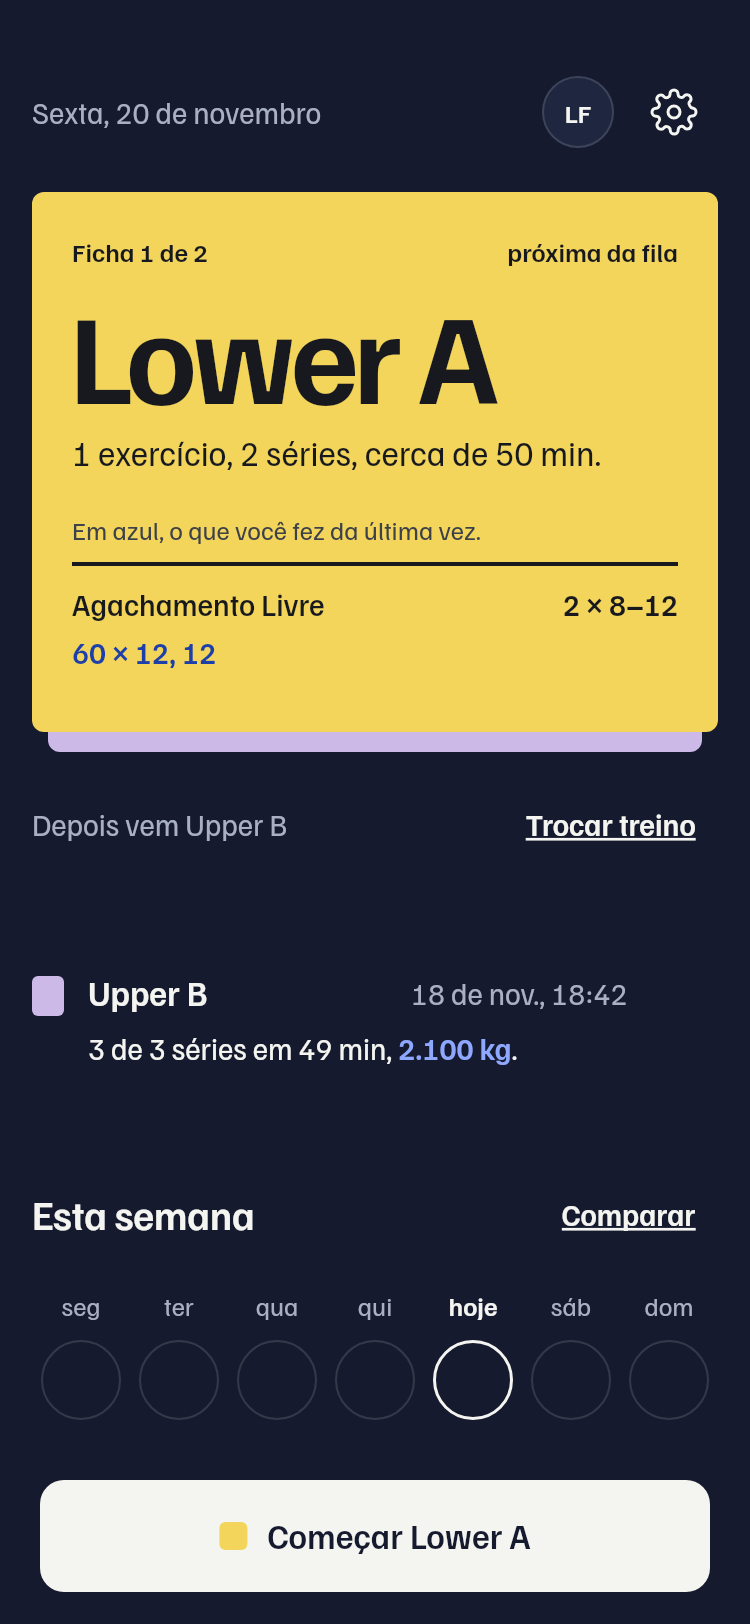 Sexta, 20 de novembro
LF
Ficha 1 de 2
próxima da fila
Lower A
1 exercício, 2 séries, cerca de 50 min.
Em azul, o que você fez da última vez.
Agachamento Livre
2 × 8–12
60 × 12, 12
Depois vem Upper B
Trocar treino
Upper B
18 de nov., 18:42
3 de 3 séries em 49 min, 2.100 kg.
Esta semana
Comparar
seg ter qua qui hoje sáb dom
Começar Lower A